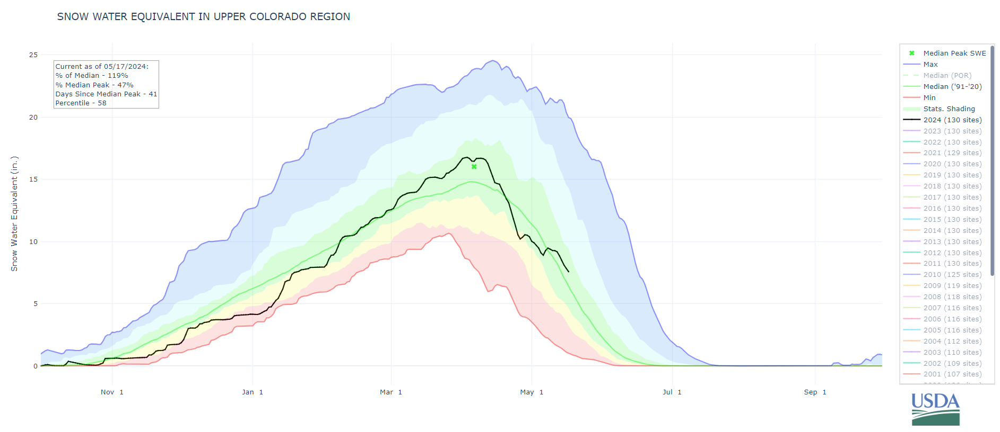 SNOW WATER EQUIVALENT IN UPPER COLORADO REGION
Current as of 05/17/2024:
% of Median - 119%
% Median Peak - 47%
Days Since Median Peak - 41
Percentile - 58
Snow Water Equivalent (in.)
25
20
15
10
5
0
Nov 1
Jan 1
Mar 1
May 1
Jul 1
Sep 1
Median Peak SWE
Max
Median (POR)
Median ('91-'20)
Min
Stats. Shading
2024 (130 sites)
2023 (130 sites)
2022 (130 sites)
2021 (129 sites)
2020 (130 sites)
2019 (130 sites)
2018 (130 sites)
2017 (130 sites)
2016 (130 sites)
2015 (130 sites)
2014 (130 sites)
2013 (130 sites)
2012 (130 sites)
2011 (130 sites)
2010 (125 sites)
2009 (119 sites)
2008 (118 sites)
2007 (116 sites)
2006 (116 sites)
2005 (116 sites)
2004 (112 sites)
2003 (110 sites)
2002 (109 sites)
2001 (107 sites)
USDA